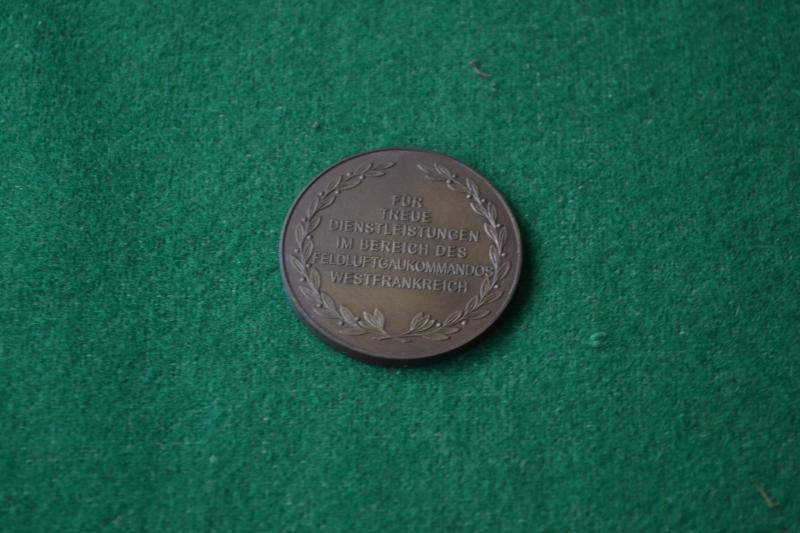 FÜR
TREUE
DIENSTLEISTUNGEN
IM BEREICH DES
FELDLUFTGAUKOMMANDOS
WESTFRANKREICH